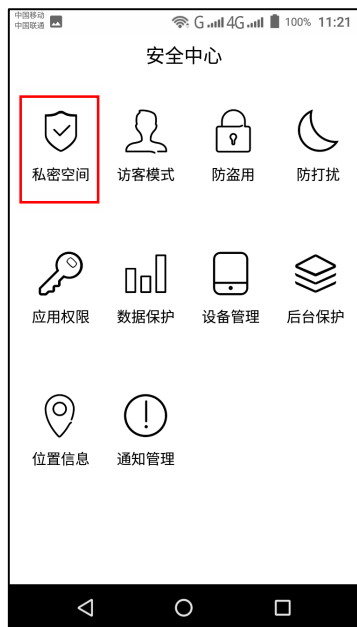 中国移动
中国联通
G 4G 100% 11:21
安全中心
私密空间 访客模式 防盗用 防打扰
应用权限 数据保护 设备管理 后台保护
位置信息 通知管理